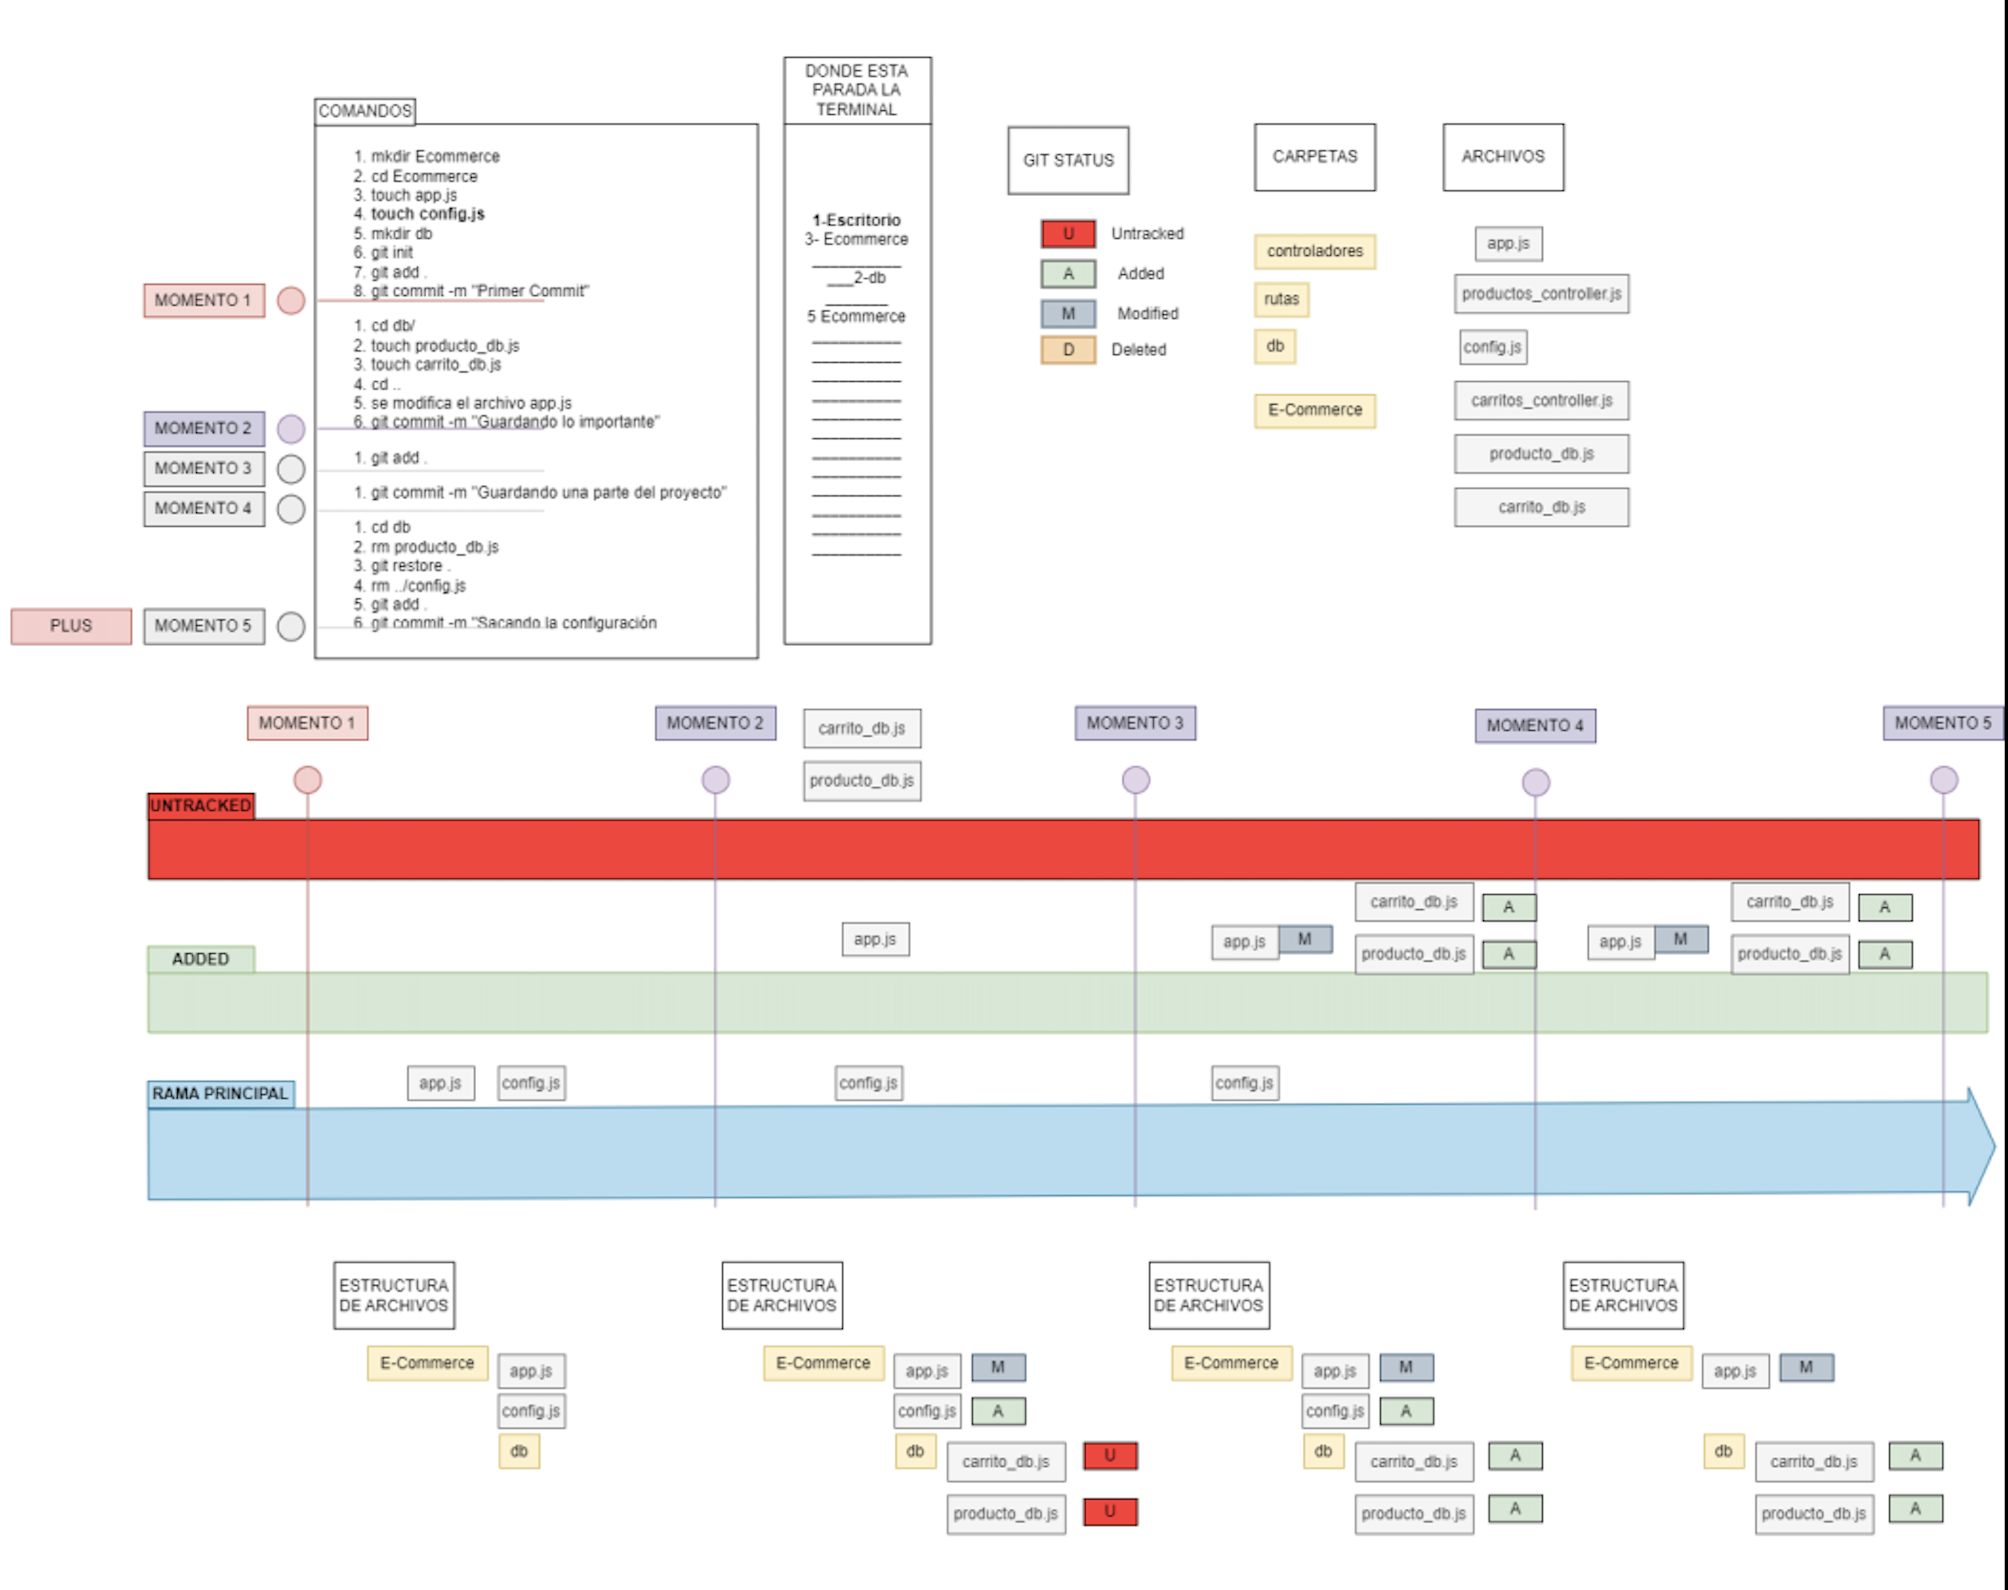 COMANDOS
1. mkdir Ecommerce
2. cd Ecommerce
3. touch app.js
4. touch config.js
5. mkdir db
6. git init
7. git add .
8. git commit -m "Primer Commit"
1. cd db/
2. touch producto_db.js
3. touch carrito_db.js
4. cd ..
5. se modifica el archivo app.js
6. git commit -m "Guardando lo importante"
1. git add .
1. git commit -m "Guardando una parte del proyecto"
1. cd db
2. rm producto_db.js
3. git restore .
4. rm ../config.js
5. git add .
6. git commit -m "Sacando la configuración
MOMENTO 1
MOMENTO 2
MOMENTO 3
MOMENTO 4
PLUS
MOMENTO 5
DONDE ESTA
PARADA LA
TERMINAL
1-Escritorio
3- Ecommerce
___2-db
5 Ecommerce
GIT STATUS
U Untracked
A Added
M Modified
D Deleted
CARPETAS
controladores
rutas
db
E-Commerce
ARCHIVOS
app.js
productos_controller.js
config.js
carritos_controller.js
producto_db.js
carrito_db.js
MOMENTO 1
MOMENTO 2
carrito_db.js
producto_db.js
MOMENTO 3
MOMENTO 4
MOMENTO 5
UNTRACKED
ADDED
app.js
app.js M
carrito_db.js A
producto_db.js A
app.js M
carrito_db.js A
producto_db.js A
RAMA PRINCIPAL
app.js
config.js
config.js
config.js
ESTRUCTURA
DE ARCHIVOS
E-Commerce
app.js
config.js
db
ESTRUCTURA
DE ARCHIVOS
E-Commerce
app.js M
config.js A
db
carrito_db.js U
producto_db.js U
ESTRUCTURA
DE ARCHIVOS
E-Commerce
app.js M
config.js A
db
carrito_db.js A
producto_db.js A
ESTRUCTURA
DE ARCHIVOS
E-Commerce
app.js M
db
carrito_db.js A
producto_db.js A